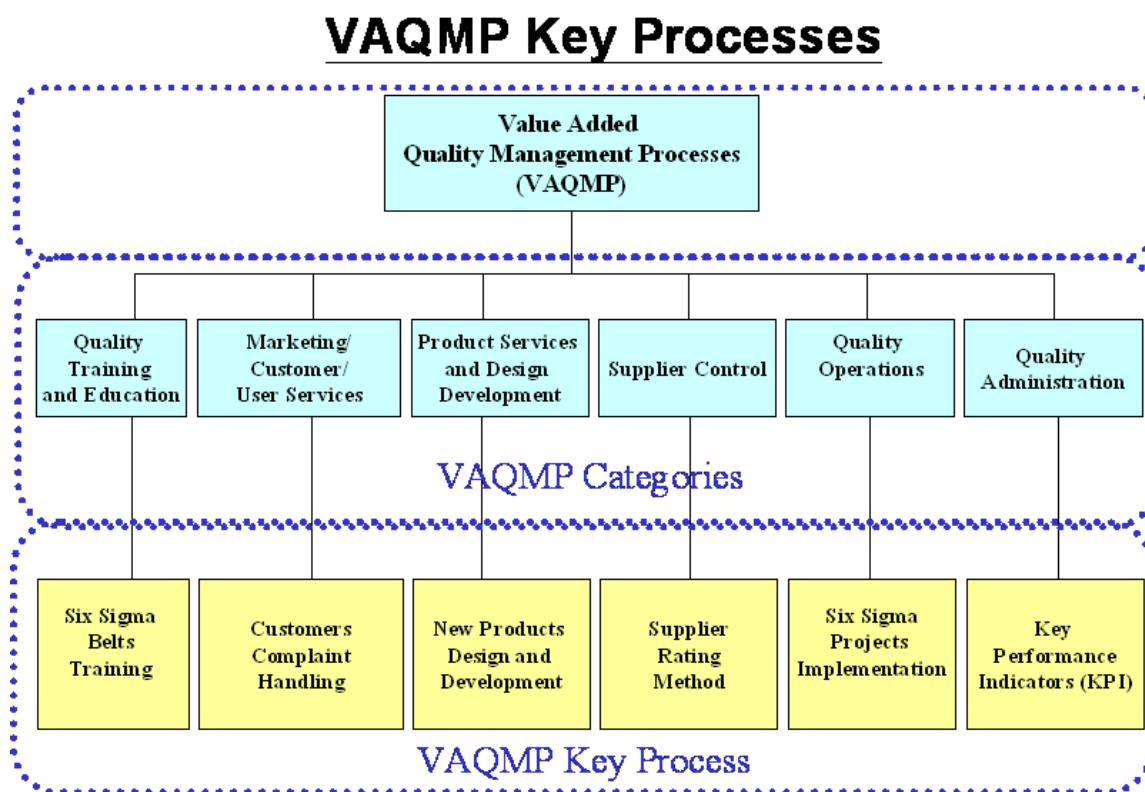 VAQMP Key Processes
Value Added
Quality Management Processes
(VAQMP)
Quality
Training
and Education
Marketing/
Customer/
User Services
Product Services
and Design
Development
Supplier Control
Quality
Operations
Quality
Administration
VAQMP Categories
Six Sigma
Belts
Training
Customers
Complaint
Handling
New Products
Design and
Development
Supplier
Rating
Method
Six Sigma
Projects
Implementation
Key
Performance
Indicators (KPI)
VAQMP Key Process